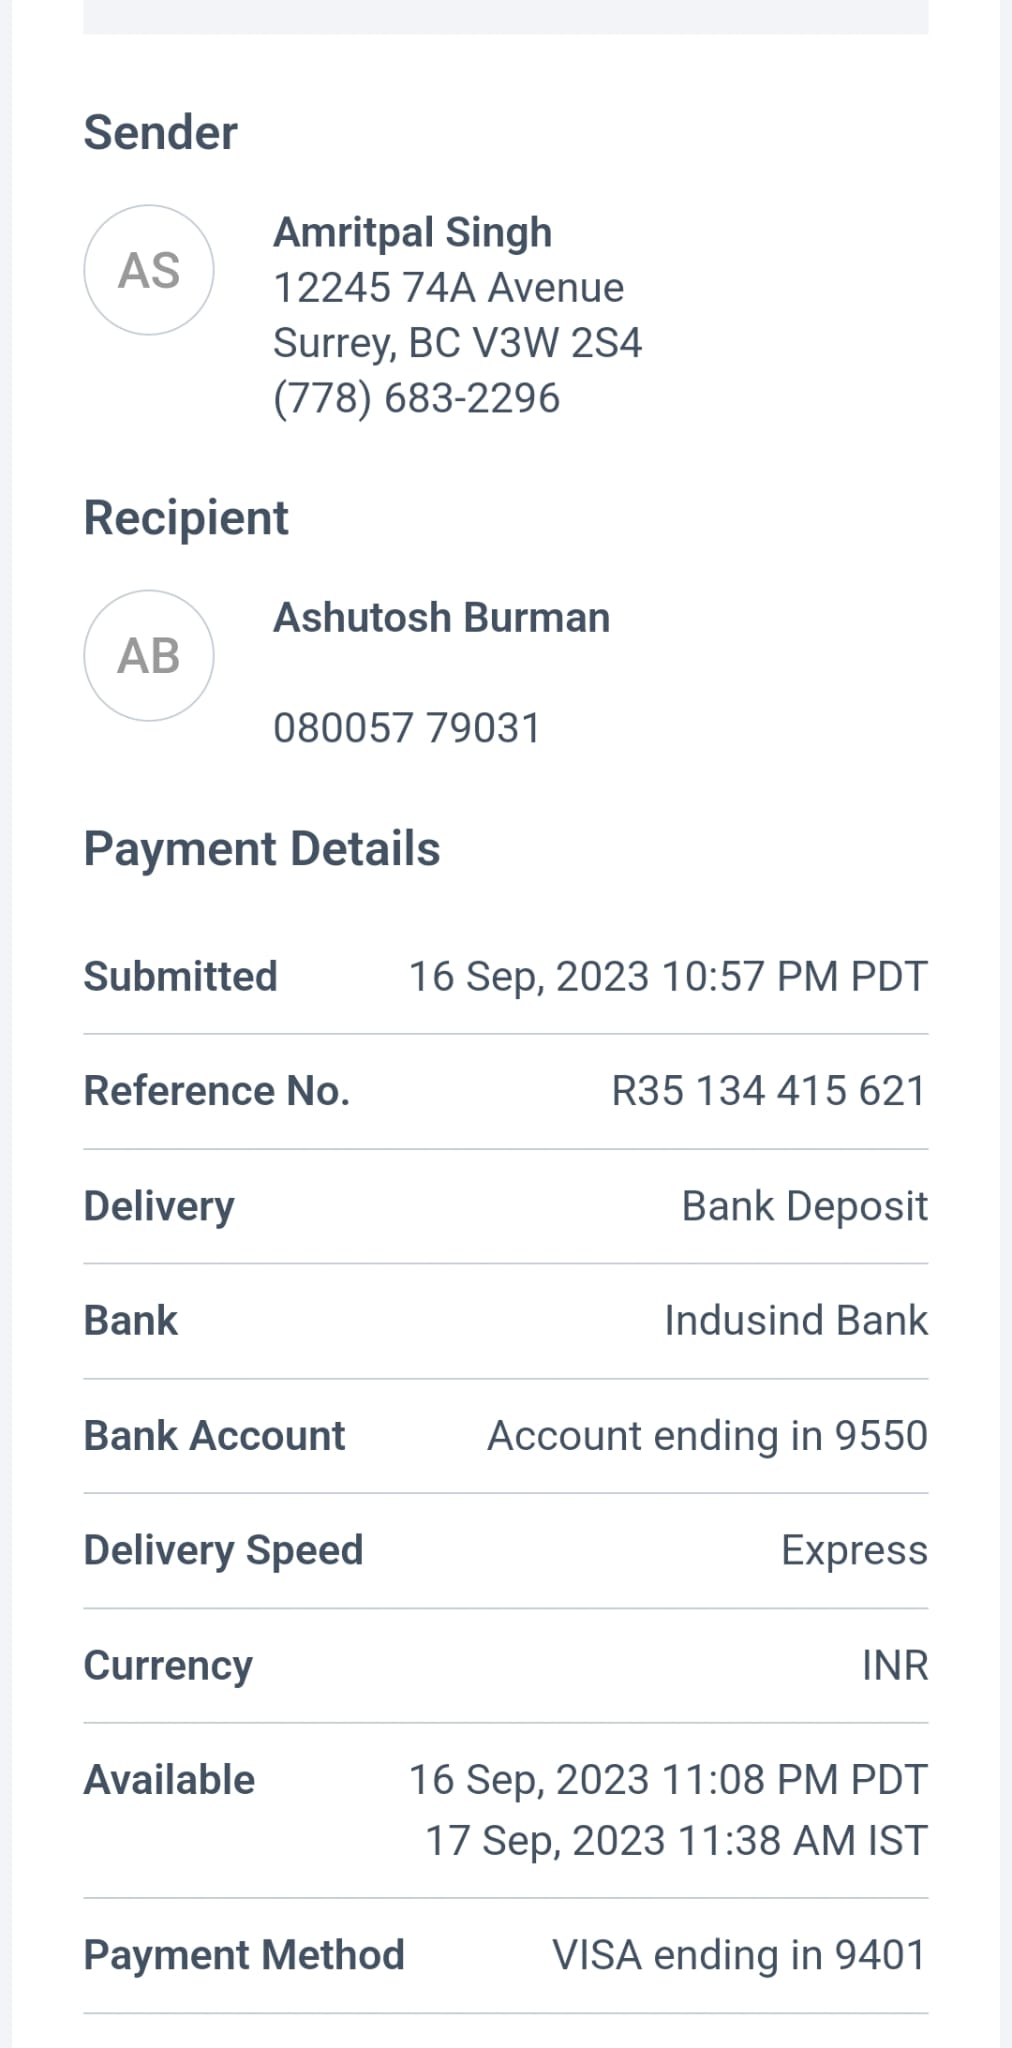 Sender
AS
Amritpal Singh
12245 74A Avenue
Surrey, BC V3W 2S4
(778) 683-2296
Recipient
AB
Ashutosh Burman
080057 79031
Payment Details
Submitted 16 Sep, 2023 10:57 PM PDT
Reference No. R35 134 415 621
Delivery Bank Deposit
Bank Indusind Bank
Bank Account Account ending in 9550
Delivery Speed Express
Currency INR
Available 16 Sep, 2023 11:08 PM PDT
17 Sep, 2023 11:38 AM IST
Payment Method VISA ending in 9401